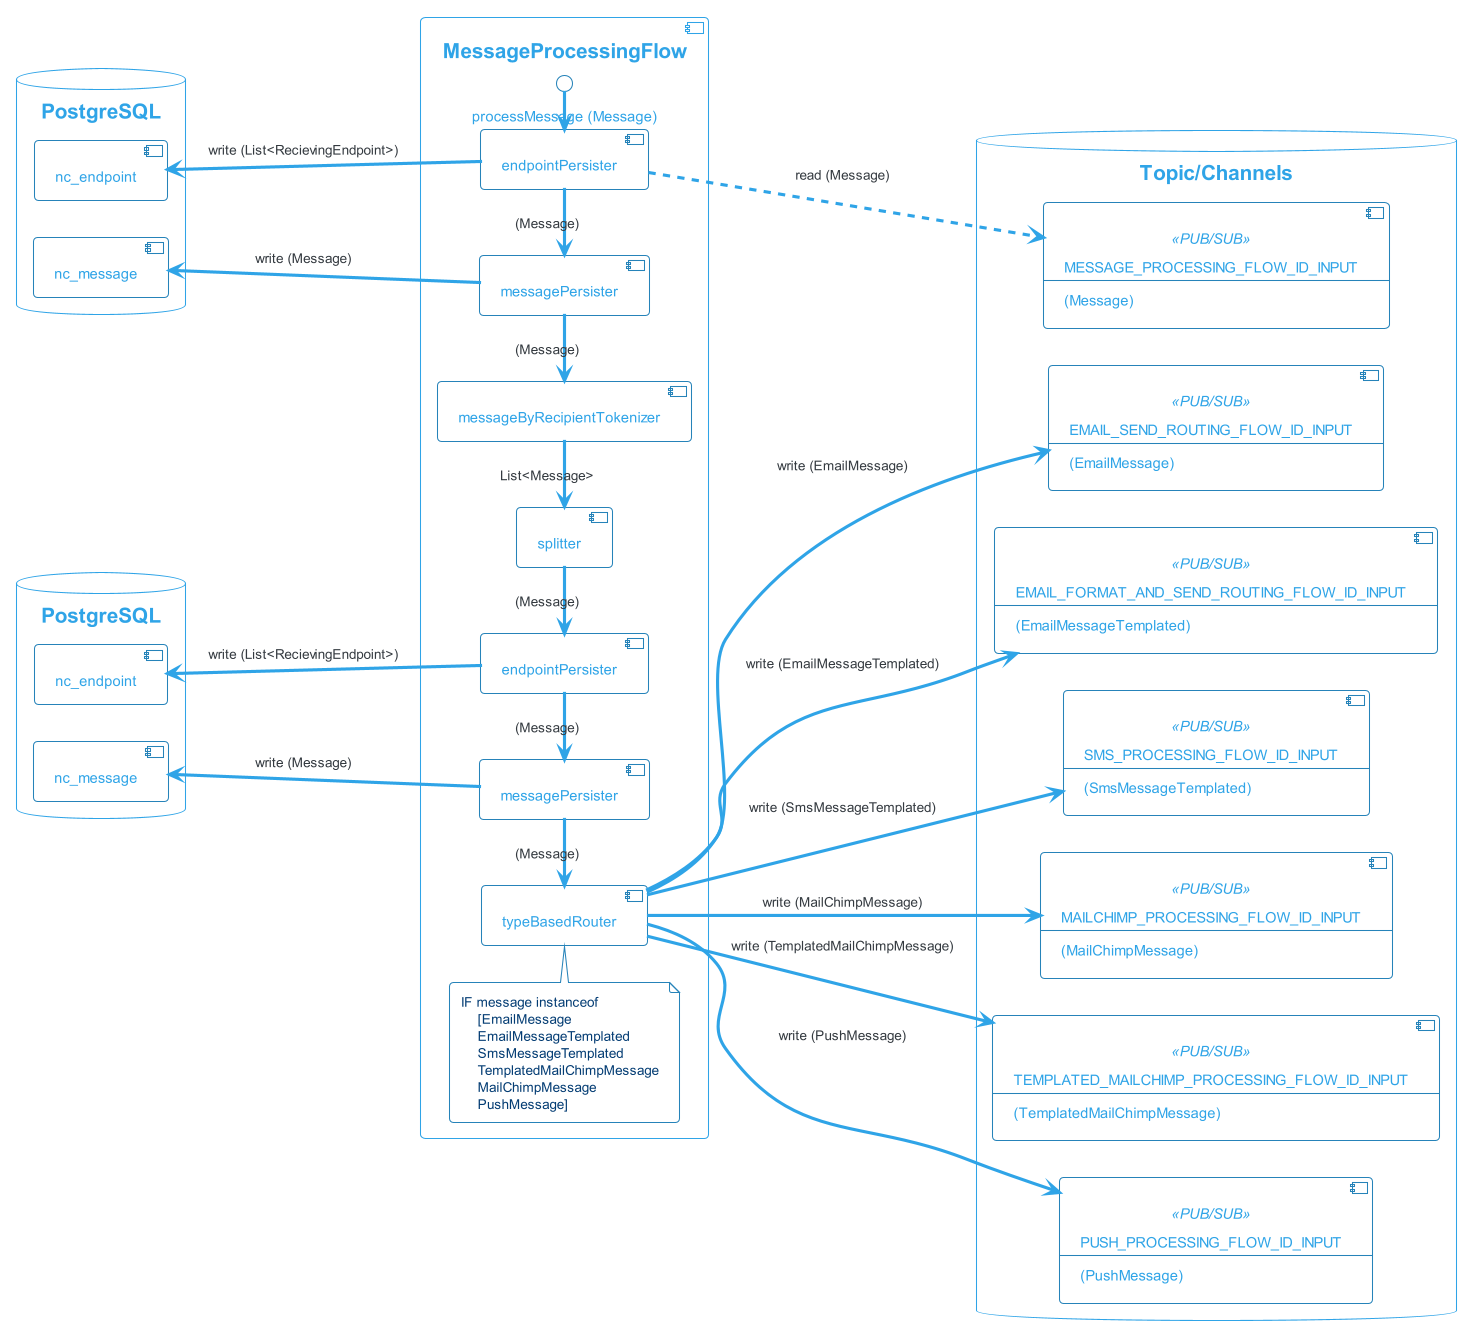 MessageProcessingFlow
processMessage (Message)
PostgreSQL
nc_endpoint
write (List<RecievingEndpoint>)
endpointPersister
read (Message)
(Message)
nc_message
write (Message)
messagePersister
(Message)
messageByRecipientTokenizer
List<Message>
splitter
(Message)
PostgreSQL
nc_endpoint
write (List<RecievingEndpoint>)
endpointPersister
(Message)
nc_message
write (Message)
messagePersister
(Message)
typeBasedRouter
IF message instanceof
[EmailMessage
EmailMessageTemplated
SmsMessageTemplated
TemplatedMailChimpMessage
MailChimpMessage
PushMessage]
write (EmailMessage)
write (EmailMessageTemplated)
write (SmsMessageTemplated)
write (MailChimpMessage)
write (TemplatedMailChimpMessage)
write (PushMessage)
Topic/Channels
«PUB/SUB»
MESSAGE_PROCESSING_FLOW_ID_INPUT
(Message)
«PUB/SUB»
EMAIL_SEND_ROUTING_FLOW_ID_INPUT
(EmailMessage)
«PUB/SUB»
EMAIL_FORMAT_AND_SEND_ROUTING_FLOW_ID_INPUT
(EmailMessageTemplated)
«PUB/SUB»
SMS_PROCESSING_FLOW_ID_INPUT
(SmsMessageTemplated)
«PUB/SUB»
MAILCHIMP_PROCESSING_FLOW_ID_INPUT
(MailChimpMessage)
«PUB/SUB»
TEMPLATED_MAILCHIMP_PROCESSING_FLOW_ID_INPUT
(TemplatedMailChimpMessage)
«PUB/SUB»
PUSH_PROCESSING_FLOW_ID_INPUT
(PushMessage)